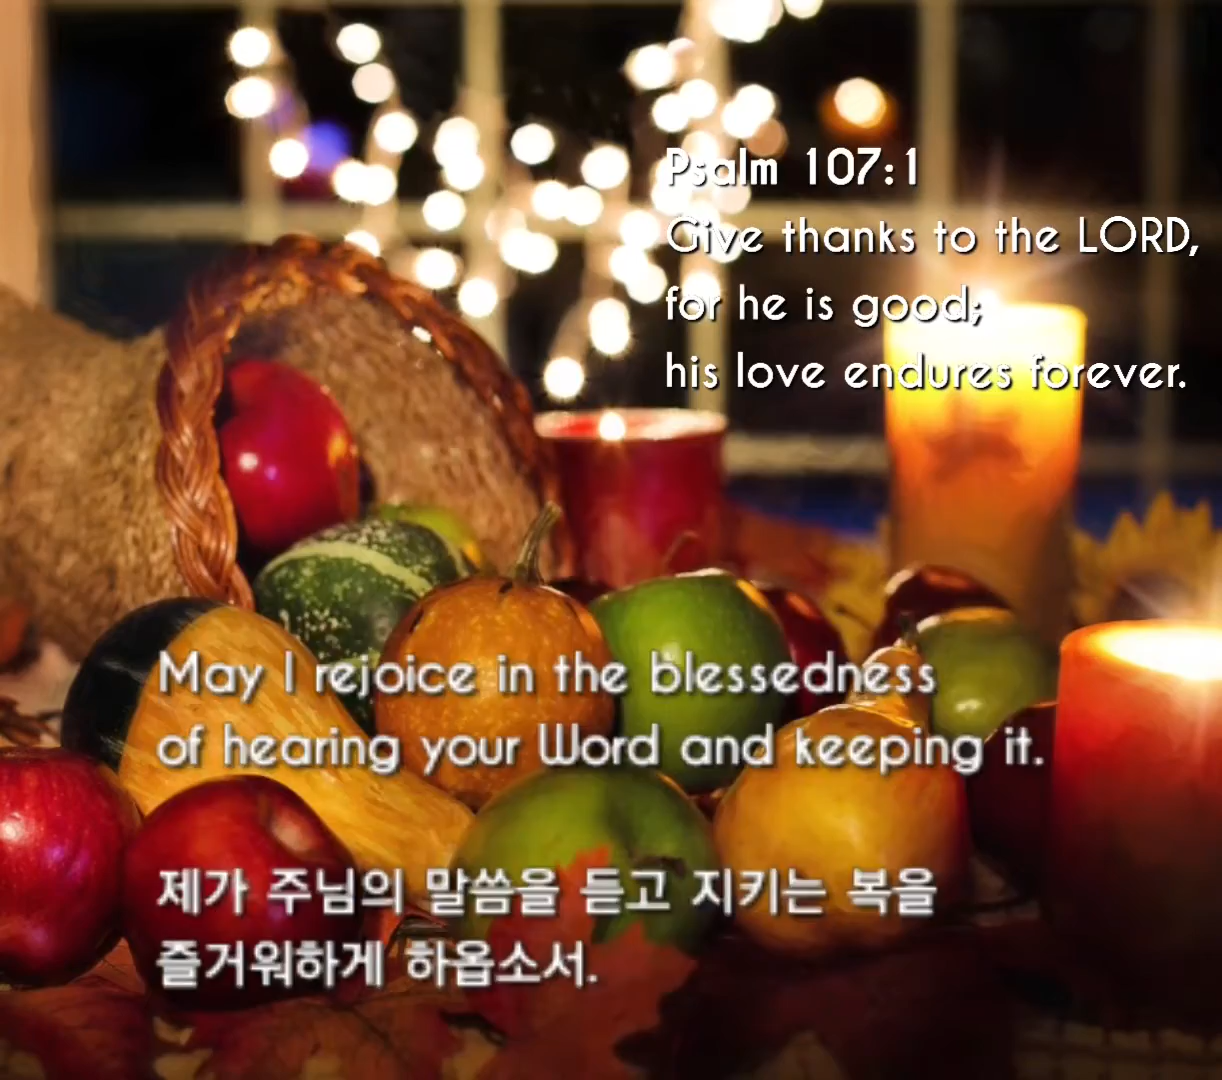 Psalm 107:1
Give thanks to the LORD,
for he is good;
his love endures forever.
May I rejoice in the blessedness
of hearing your Word and keeping it.
제가 주님의 말씀을 듣고 지키는 복을
즐거워하게 하옵소서.